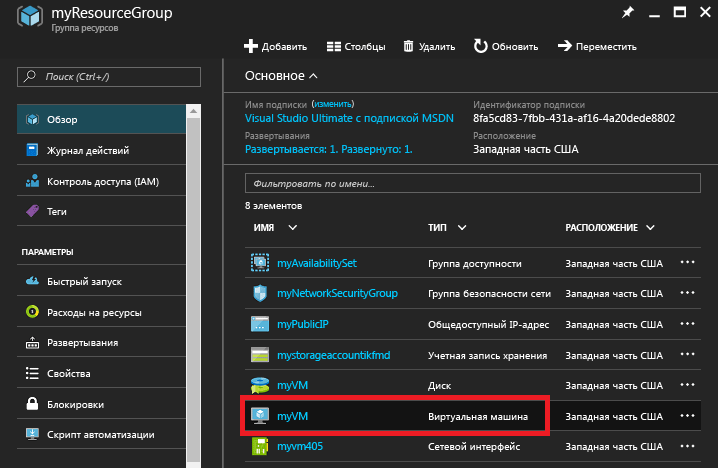 myResourceGroup
Группа ресурсов
Добавить Столбцы Удалить Обновить Переместить
Поиск (Ctrl+/)
Обзор
Журнал действий
Контроль доступа (IAM)
Теги
ПАРАМЕТРЫ
Быстрый запуск
Расходы на ресурсы
Развертывания
Свойства
Блокировки
Скрипт автоматизации
Основное
Имя подписки (изменить) Идентификатор подписки
Visual Studio Ultimate с подпиской MSDN 8fa5cd83-7fbb-431a-af16-4a20dede8802
Развертывания Расположение
Развертывается: 1. Развернуто: 1. Западная часть США
Фильтровать по имени...
8 элементов
ИМЯ ТИП РАСПОЛОЖЕНИЕ
myAvailabilitySet Группа доступности Западная часть США
myNetworkSecurityGroup Группа безопасности сети Западная часть США
myPublicIP Общедоступный IP-адрес Западная часть США
mystorageaccountikfmd Учетная запись хранения Западная часть США
myVM Диск Западная часть США
myVM Виртуальная машина Западная часть США
myvm405 Сетевой интерфейс Западная часть США